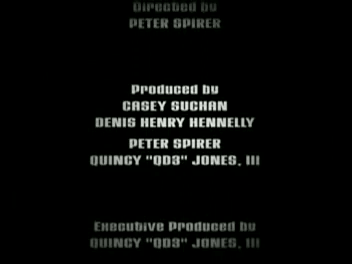 Directed by
PETER SPIRER
Produced by
CASEY SUCHAN
DENIS HENRY HENNELLY
PETER SPIRER
QUINCY "QD3" JONES, III
Executive Produced by
QUINCY "QD3" JONES, III